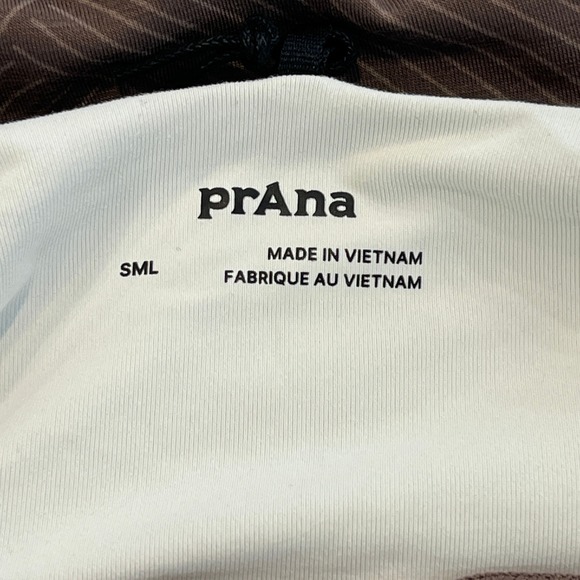 prAna
SML
MADE IN VIETNAM
FABRIQUE AU VIETNAM